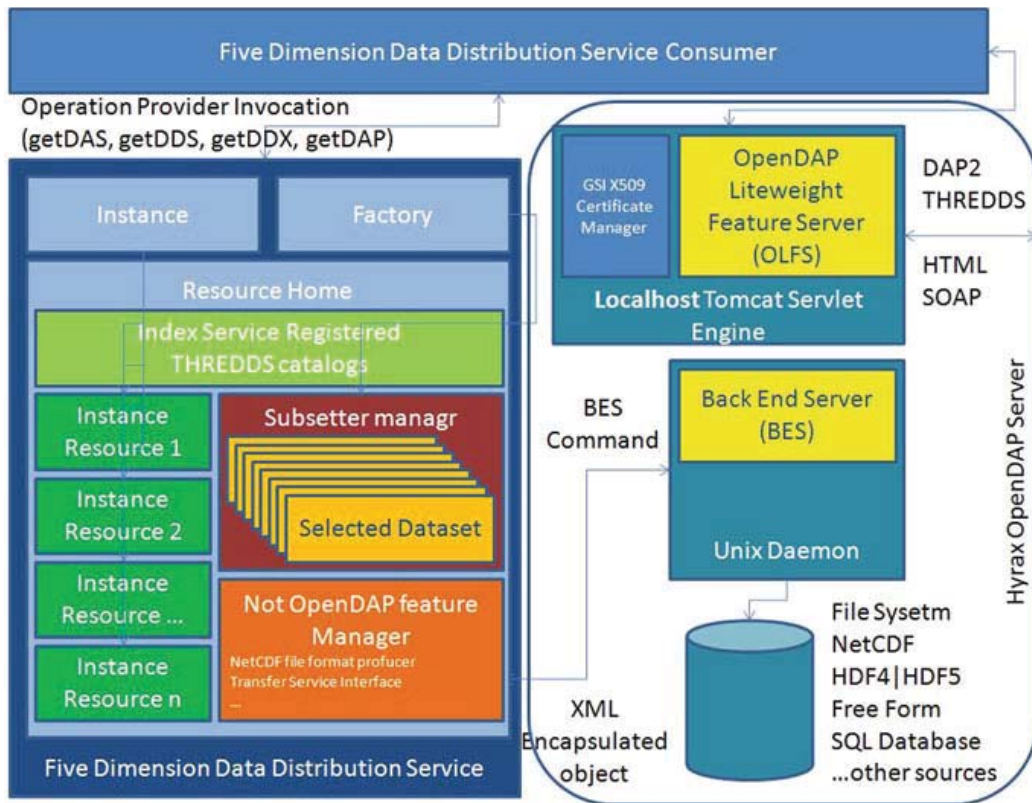 Five Dimension Data Distribution Service Consumer
Operation Provider Invocation
(getDAS, getDDS, getDDX, getDAP)
Instance
Factory
Resource Home
Index Service Registered
THREDDS catalogs
Instance
Resource 1
Instance
Resource 2
Instance
Resource ...
Instance
Resource n
Subsetter managr
Selected Dataset
Not OpenDAP feature
Manager
NetCDF file format profucer
Transfer Service Interface
...
Five Dimension Data Distribution Service
GSI X509
Certificate
Manager
OpenDAP
Liteweight
Feature Server
(OLFS)
Localhost Tomcat Servlet
Engine
DAP2
THREDDS
HTML
SOAP
BES
Command
Back End Server
(BES)
Unix Daemon
XML
Encapsulated
object
File Sysetm
NetCDF
HDF4|HDF5
Free Form
SQL Database
...other sources
Hyrax OpenDAP Server